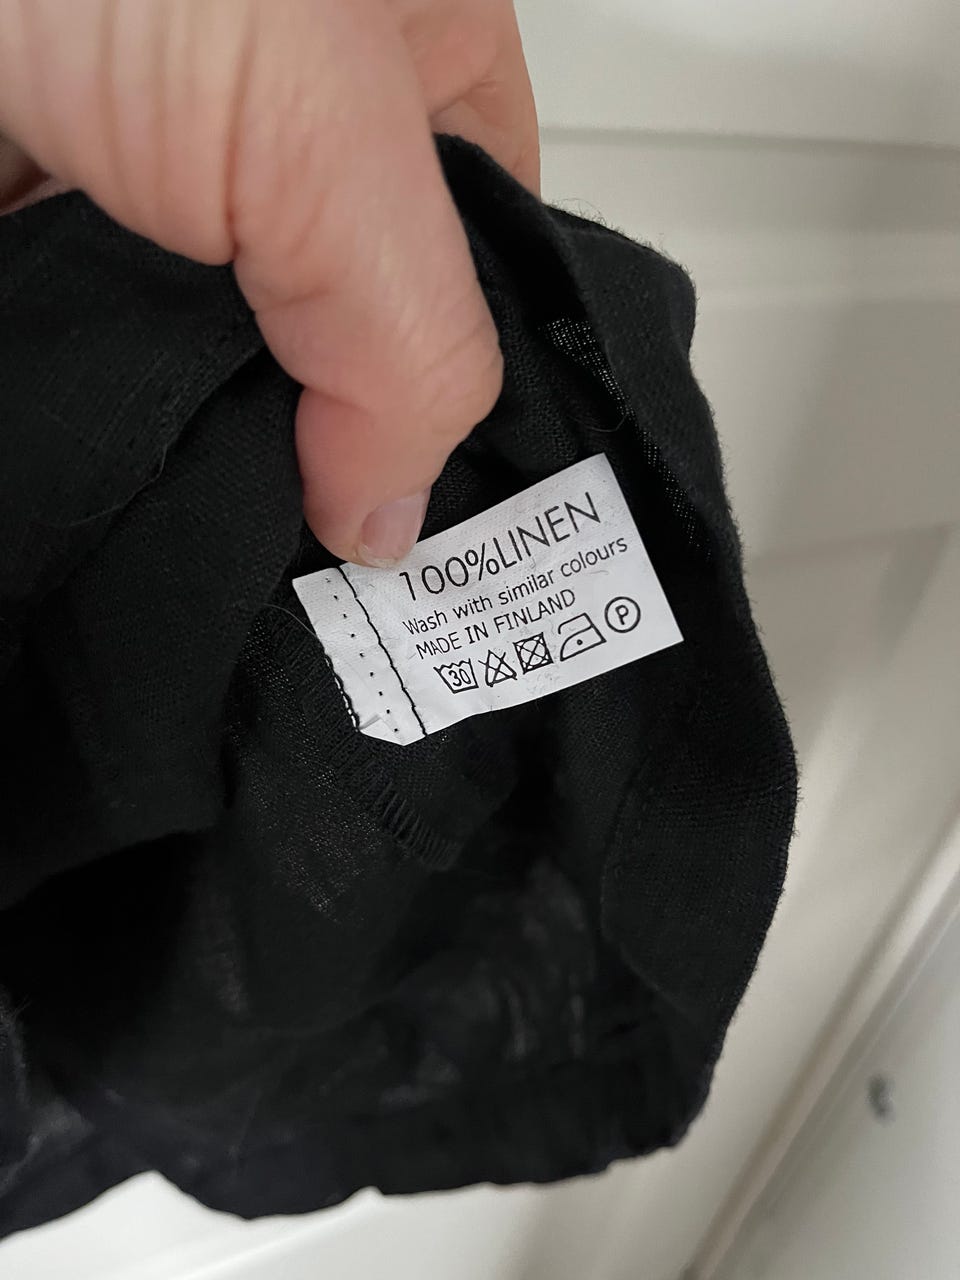 100%LINEN
Wash with similar colours
MADE IN FINLAND
30 P